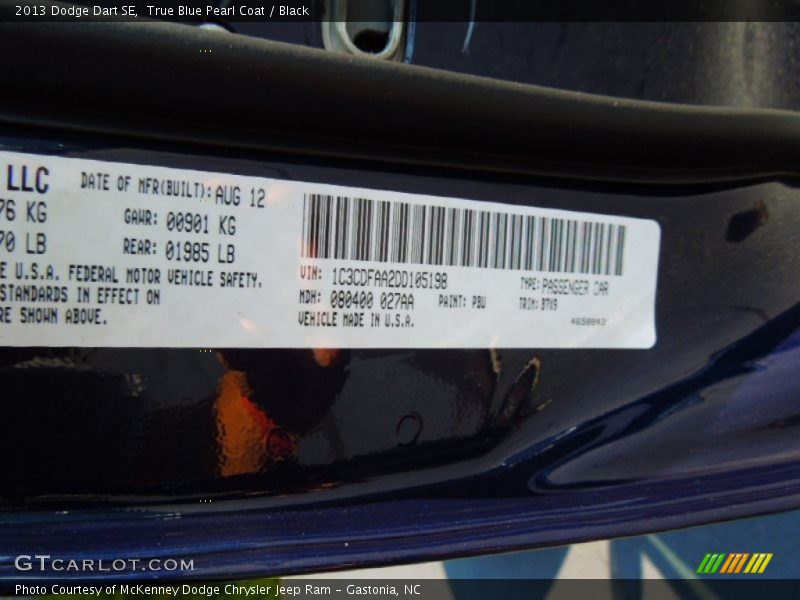 2013 Dodge Dart SE, True Blue Pearl Coat / Black
LLC
DATE OF MFR(BUILT): AUG 12
76 KG
GAWR: 00901 KG
70 LB
REAR: 01985 LB
E U.S.A. FEDERAL MOTOR VEHICLE SAFETY,
STANDARDS IN EFFECT ON
RE SHOWN ABOVE.
VIN: 1C3CDFAA2DD105198
TYPE: PASSENGER CAR
MDH: 080400 027AA
PAINT: PBU
TRIM: B7X9
VEHICLE MADE IN U.S.A.
4658843
GTCARLOT.COM
Photo Courtesy of McKenney Dodge Chrysler Jeep Ram - Gastonia, NC